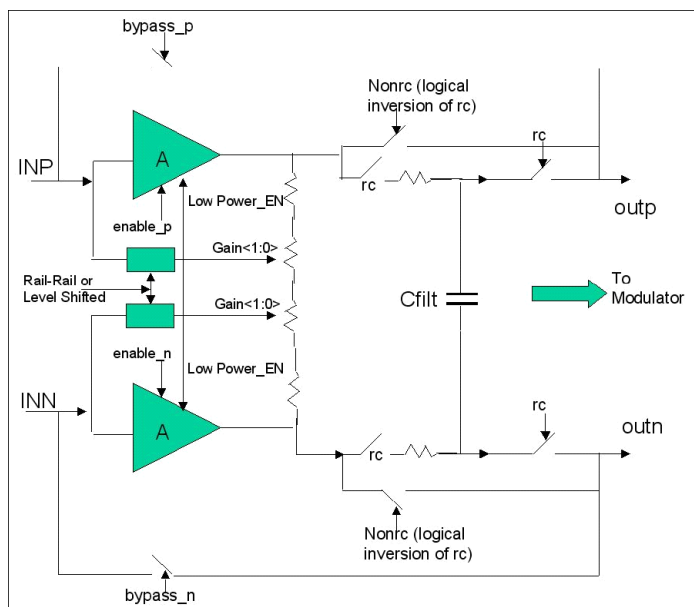 bypass_p
Nonrc (logical
inversion of rc)
rc
INP
A
rc
Low Power_EN
enable_p
outp
Gain<1:0>
Rail-Rail or
Level Shifted
To
Modulator
Cfilt
Gain<1:0>
enable_n
Low Power_EN
INN
rc
outn
A
rc
Nonrc (logical
inversion of rc)
bypass_n